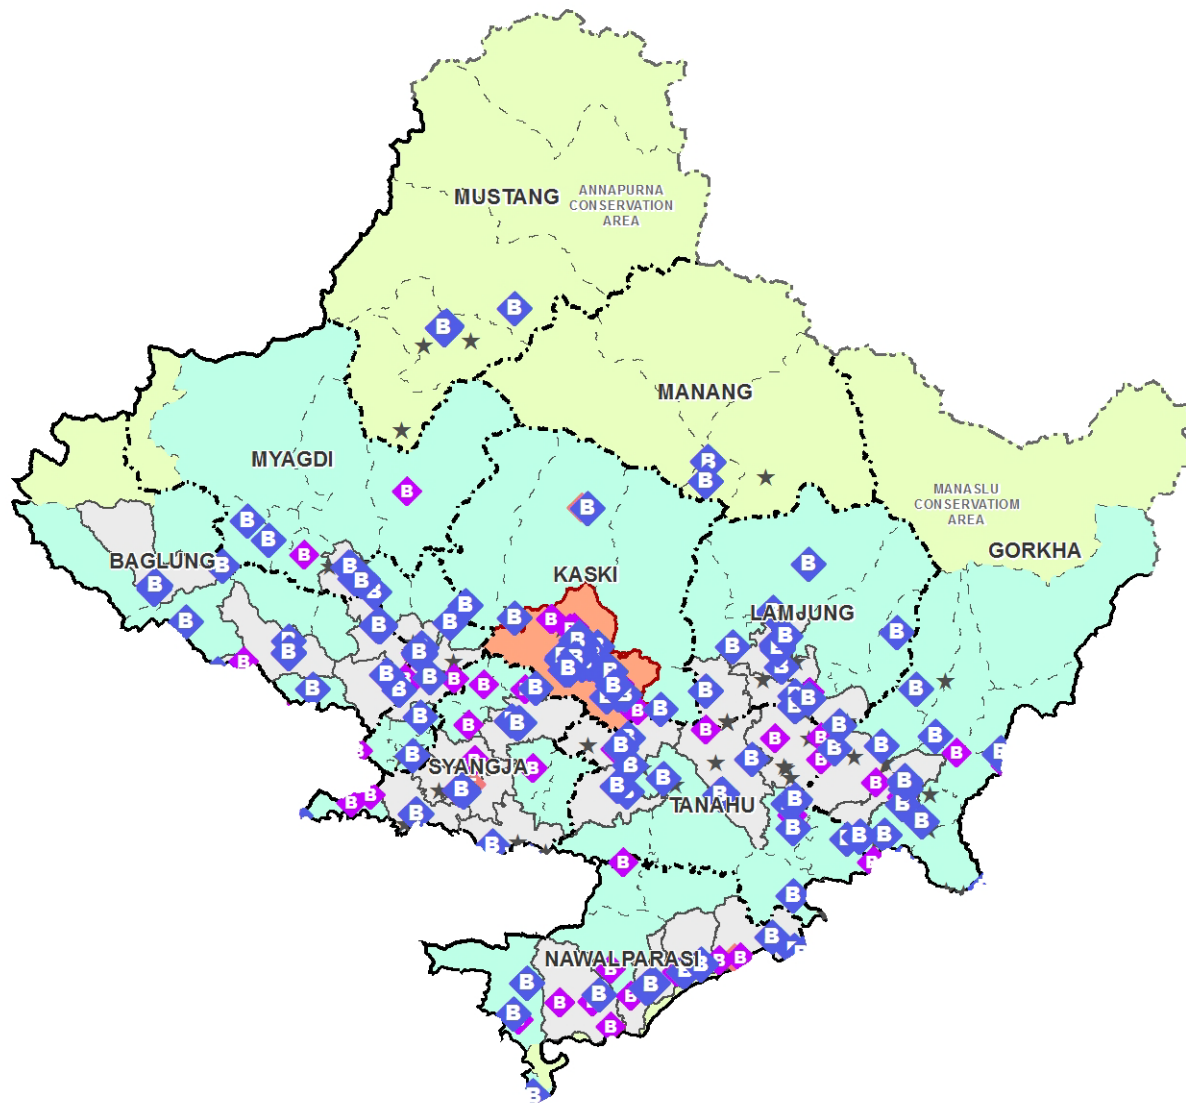 MUSTANG
ANNAPURNA
CONSERVATION
AREA
MANANG
MYAGDI
MANASLU
CONSERVATIOM
AREA
GORKHA
BAGLUNG
KASKI
LAMJUNG
SYANGJA
TANAHU
NAWALPARASI